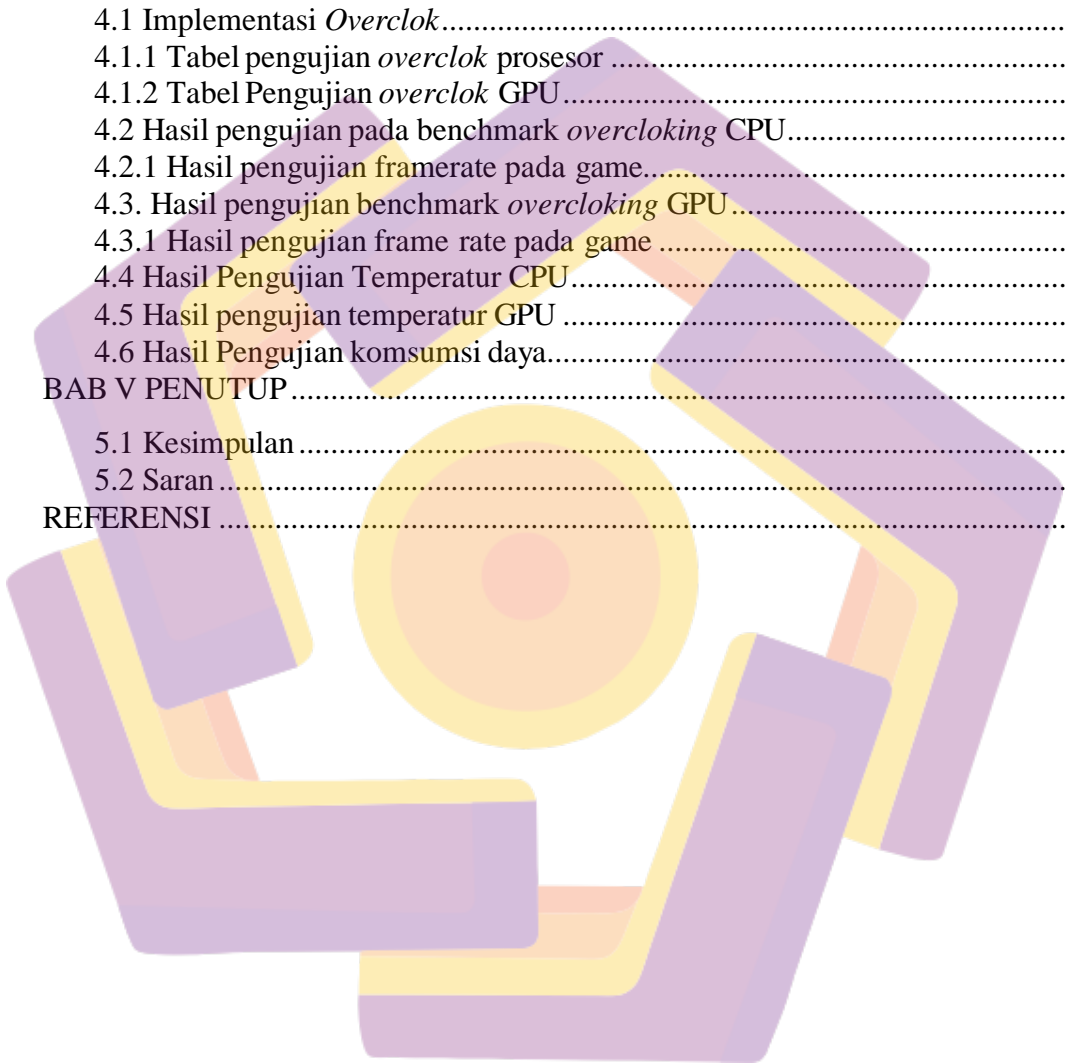 4.1 Implementasi Overclok........................................................................................
4.1.1 Tabel pengujian overclok prosesor ................................................................
4.1.2 Tabel Pengujian overclok GPU......................................................................
4.2 Hasil pengujian pada benchmark overcloking CPU.......................................
4.2.1 Hasil pengujian framerate pada game...........................................................
4.3. Hasil pengujian benchmark overcloking GPU..............................................
4.3.1 Hasil pengujian frame rate pada game .........................................................
4.4 Hasil Pengujian Temperatur CPU....................................................................
4.5 Hasil pengujian temperatur GPU .....................................................................
4.6 Hasil Pengujian komsumsi daya.......................................................................
BAB V PENUTUP............................................................................................................
5.1 Kesimpulan ..........................................................................................................
5.2 Saran .....................................................................................................................
REFERENSI ......................................................................................................................